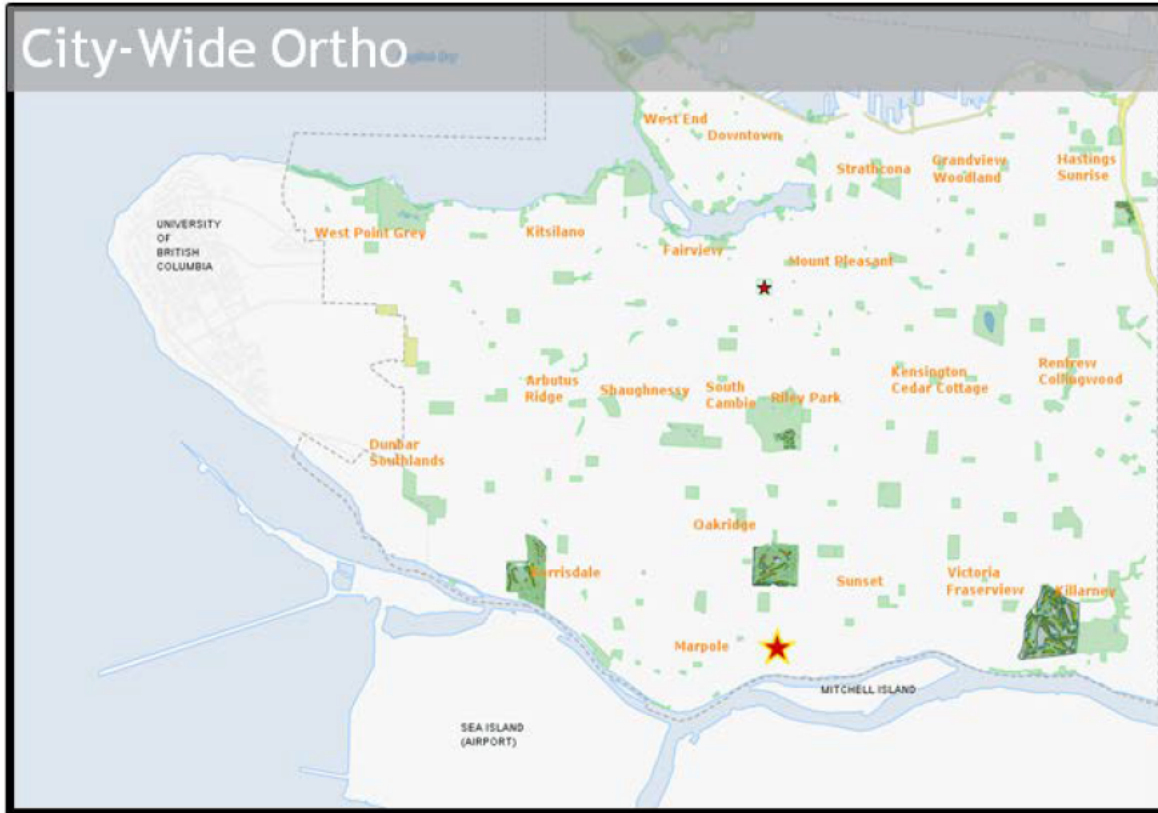 City-Wide Ortho
West End
Downtown
Strathcona
Grandview
Woodland
Hastings
Sunrise
UNIVERSITY
OF
BRITISH
COLUMBIA
West Point Grey
Kitsilano
Fairview
Mount Pleasant
Arbutus
Ridge
Shaughnessy
South
Cambie
Riley Park
Kensington
Cedar Cottage
Renfrew
Collingwood
Dunbar
Southlands
Oakridge
Kerrisdale
Sunset
Victoria
Fraserview
Killarney
Marpole
MITCHELL ISLAND
SEA ISLAND
(AIRPORT)